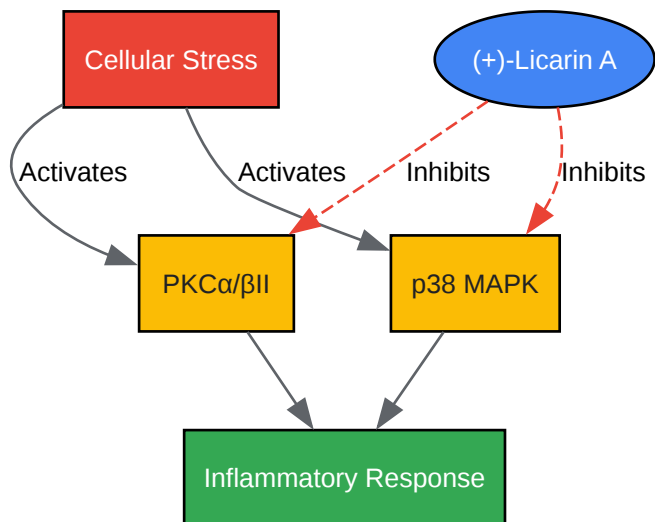 Cellular Stress
(+)-Licarin A
Activates
Activates
Inhibits
Inhibits
PKCα/βII
p38 MAPK
Inflammatory Response